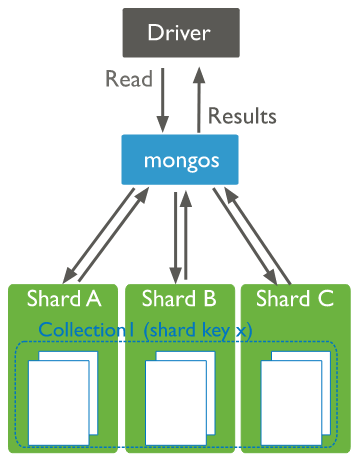 Driver
Read
Results
mongos
Shard A
Shard B
Shard C
Collection1 (shard key x)